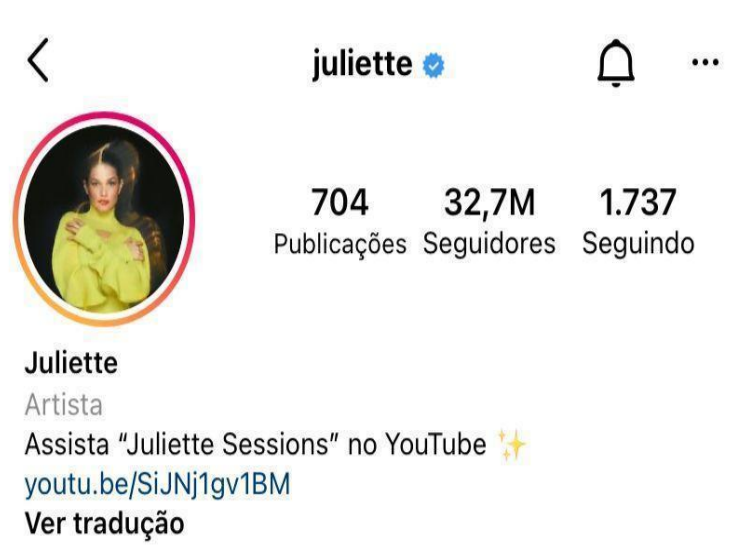 juliette
704 32,7M 1.737
Publicações Seguidores Seguindo
Juliette
Artista
Assista “Juliette Sessions” no YouTube ✨
youtu.be/SiJNj1gv1BM
Ver tradução